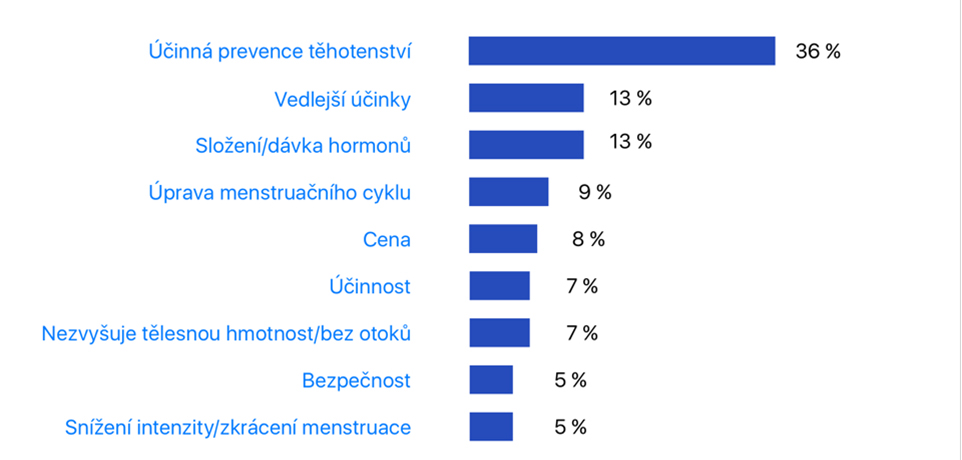 Účinná prevence těhotenství 36 %
Vedlejší účinky 13 %
Složení/dávka hormonů 13 %
Úprava menstruačního cyklu 9 %
Cena 8 %
Účinnost 7 %
Nezvyšuje tělesnou hmotnost/bez otoků 7 %
Bezpečnost 5 %
Snížení intenzity/zkrácení menstruace 5 %